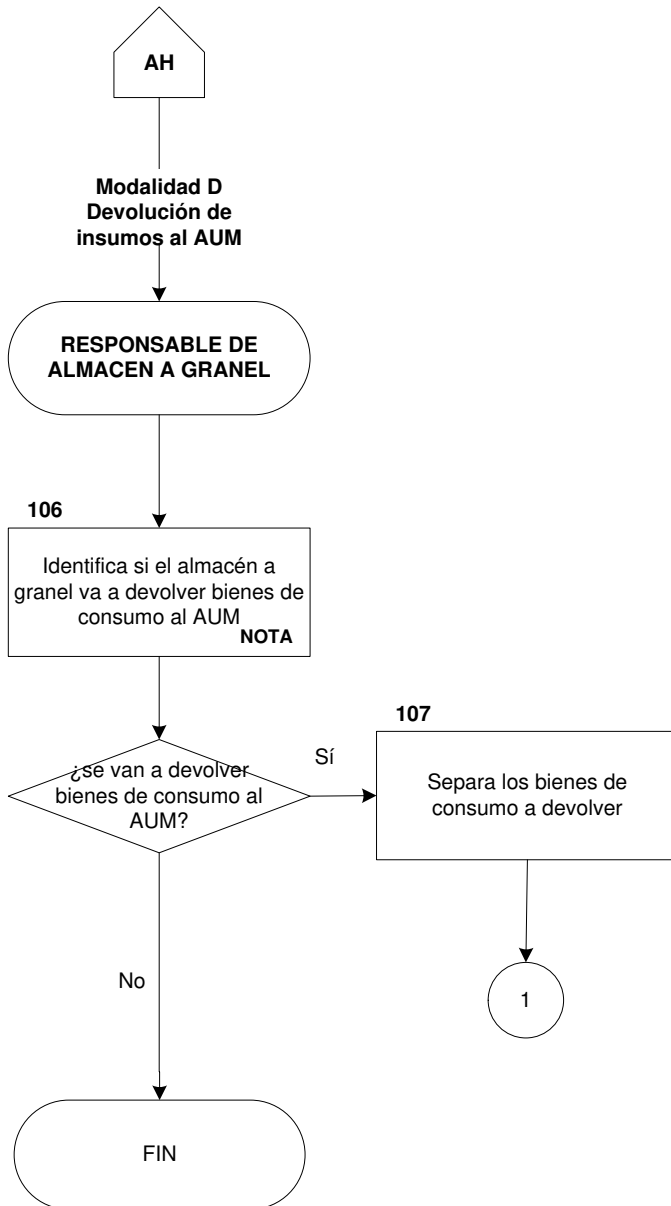 AH
Modalidad D
Devolución de
insumos al AUM
RESPONSABLE DE
ALMACEN A GRANEL
106
Identifica si el almacén a
granel va a devolver bienes de
consumo al AUM
NOTA
¿se van a devolver
bienes de consumo al
AUM?
Sí
107
Separa los bienes de
consumo a devolver
1
No
FIN